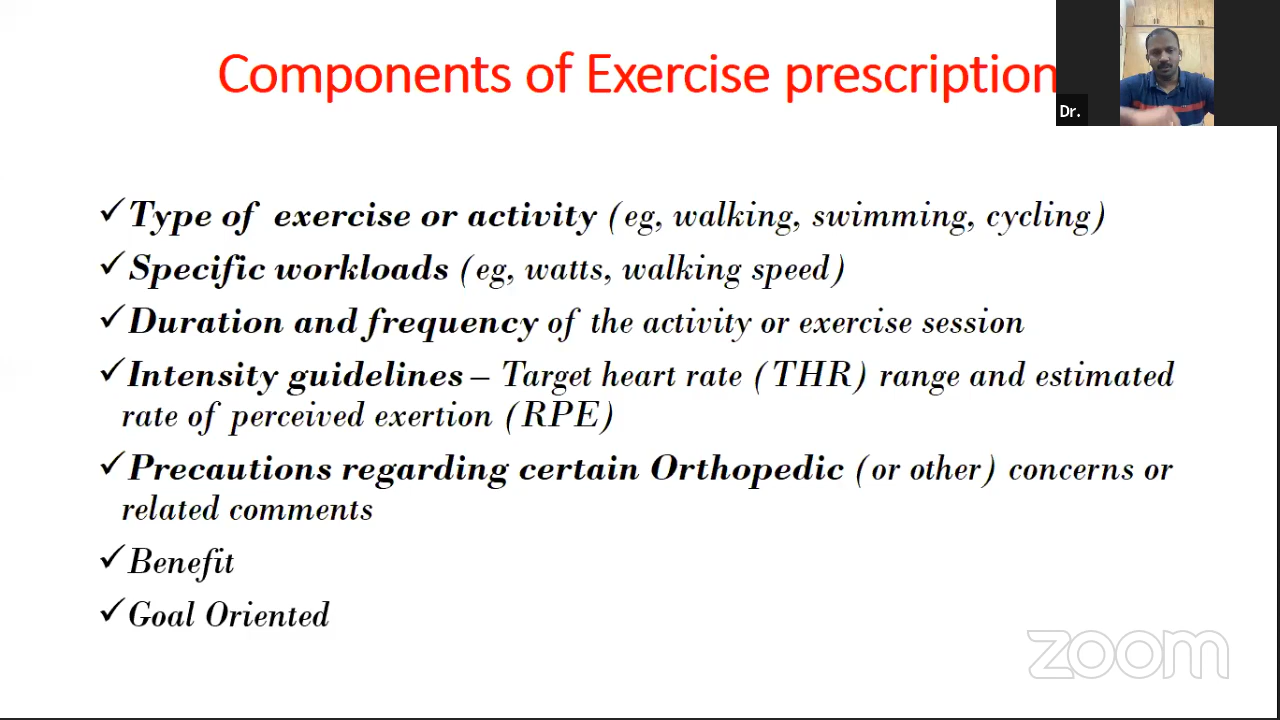 Components of Exercise prescription
Dr.
✓Type of exercise or activity (eg, walking, swimming, cycling)
✓Specific workloads (eg, watts, walking speed)
✓Duration and frequency of the activity or exercise session
✓Intensity guidelines – Target heart rate (THR) range and estimated
rate of perceived exertion (RPE)
✓Precautions regarding certain Orthopedic (or other) concerns or
related comments
✓Benefit
✓Goal Oriented
zoom